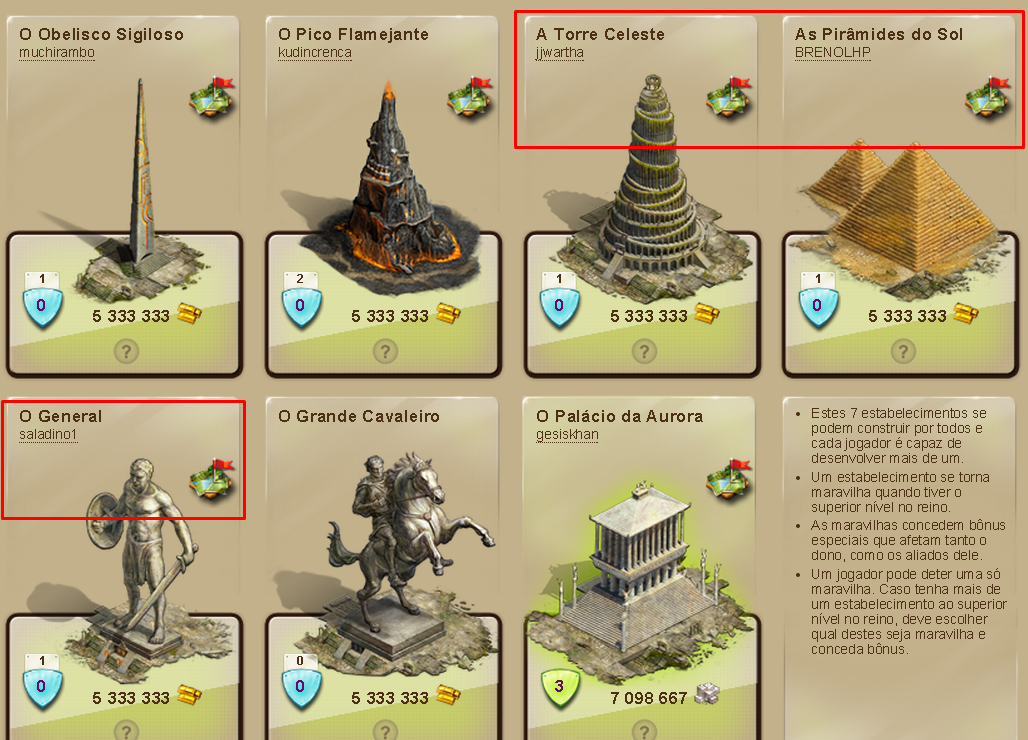 O Obelisco Sigiloso
muchirambo
1
0
5 333 333
?
O Pico Flamejante
kudincrenca
2
0
5 333 333
?
A Torre Celeste
jjwartha
1
0
5 333 333
?
As Pirâmides do Sol
BRENOLHP
1
0
5 333 333
?
O General
saladino1
1
0
5 333 333
?
O Grande Cavaleiro
0
0
5 333 333
?
O Palácio da Aurora
gesiskhan
3
7 098 667
?
• Estes 7 estabelecimentos se
podem construir por todos e
cada jogador é capaz de
desenvolver mais de um.
• Um estabelecimento se torna
maravilha quando tiver o
superior nível no reino.
• As maravilhas concedem bônus
especiais que afetam tanto o
dono, como os aliados dele.
• Um jogador pode deter uma só
maravilha. Caso tenha mais de
um estabelecimento ao superior
nível no reino, deve escolher
qual destes seja maravilha e
conceda bônus.